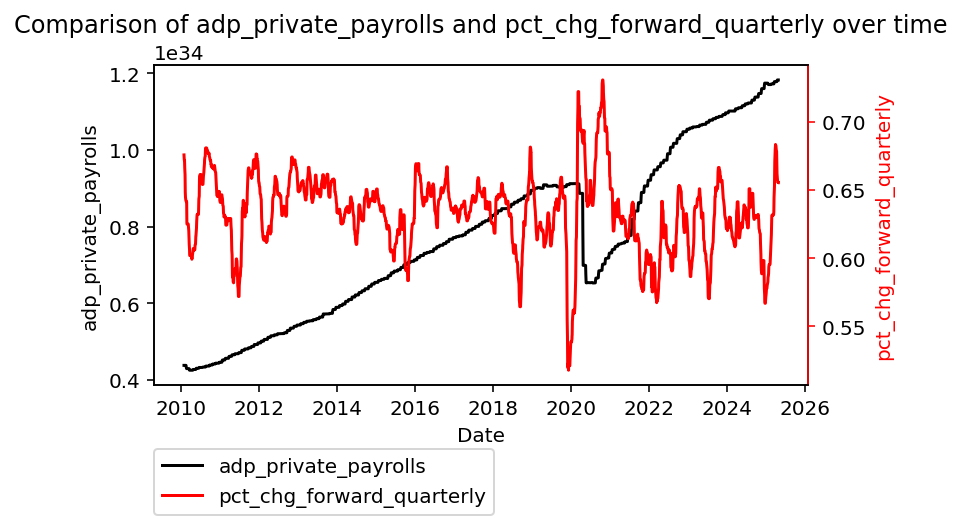 Comparison of adp_private_payrolls and pct_chg_forward_quarterly over time
1e34
1.2
1.0
0.8
0.6
0.4
adp_private_payrolls
0.70
0.65
0.60
0.55
pct_chg_forward_quarterly
2010 2012 2014 2016 2018 2020 2022 2024 2026
Date
adp_private_payrolls
pct_chg_forward_quarterly